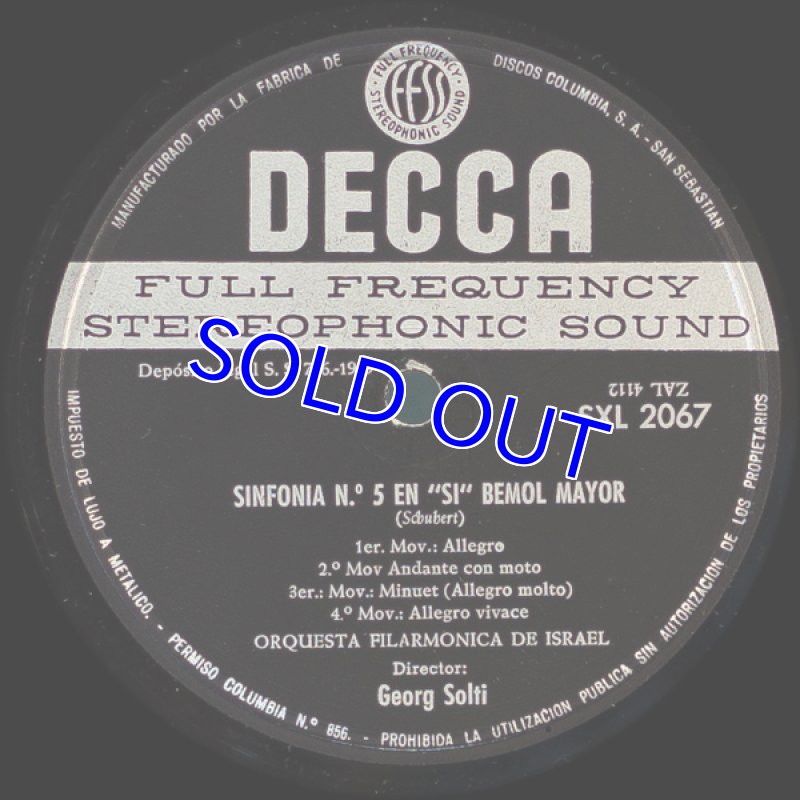 MANUFACTURADO POR LA FABRICA DE DISCOS COLUMBIA, S. A. - SAN SEBASTIAN
· FULL FREQUENCY · STEREOPHONIC SOUND
FFSS
DECCA
FULL FREQUENCY
STEREOPHONIC SOUND
SOLD OUT
ZAL 4112
SXL 2067
SINFONIA N.º 5 EN "SI" BEMOL MAYOR
(Schubert)
1er. Mov.: Allegro
2.º Mov Andante con moto
3er.: Mov.: Minuet (Allegro molto)
4.º Mov.: Allegro vivace
ORQUESTA FILARMONICA DE ISRAEL
Director:
Georg Solti
IMPUESTO DE LUJO A METALICO. - PERMISO COLUMBIA N.º 856. - PROHIBIDA LA UTILIZACION PUBLICA SIN AUTORIZACION DE LOS PROPIETARIOS